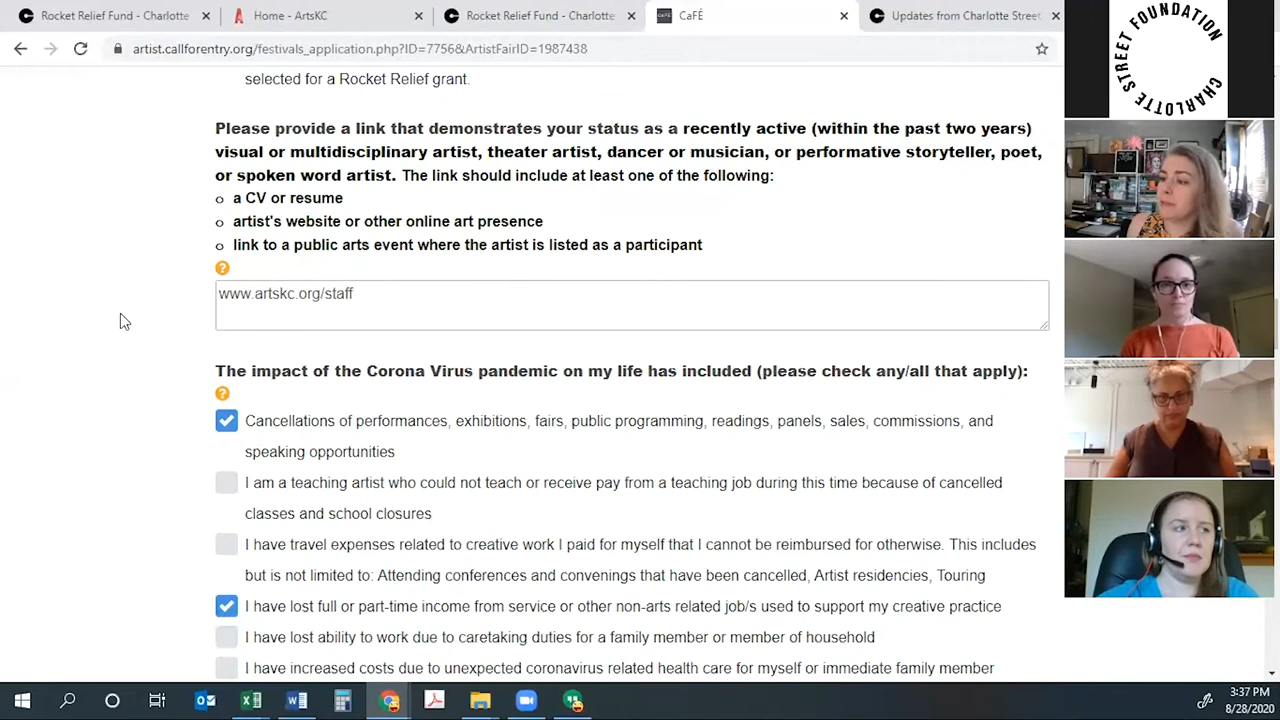 Rocket Relief Fund - Charlotte
Home - ArtsKC
Rocket Relief Fund - Charlotte
CaFÉ
Updates from Charlotte Street
artist.callforentry.org/festivals_application.php?ID=7756&ArtistFairID=1987438
CHARLOTTE STREET FOUNDATION
selected for a Rocket Relief grant.
Please provide a link that demonstrates your status as a recently active (within the past two years)
visual or multidisciplinary artist, theater artist, dancer or musician, or performative storyteller, poet,
or spoken word artist. The link should include at least one of the following:
o a CV or resume
o artist's website or other online art presence
o link to a public arts event where the artist is listed as a participant
?
www.artskc.org/staff
The impact of the Corona Virus pandemic on my life has included (please check any/all that apply):
?
Cancellations of performances, exhibitions, fairs, public programming, readings, panels, sales, commissions, and
speaking opportunities
I am a teaching artist who could not teach or receive pay from a teaching job during this time because of cancelled
classes and school closures
I have travel expenses related to creative work I paid for myself that I cannot be reimbursed for otherwise. This includes
but is not limited to: Attending conferences and convenings that have been cancelled, Artist residencies, Touring
I have lost full or part-time income from service or other non-arts related job/s used to support my creative practice
I have lost ability to work due to caretaking duties for a family member or member of household
I have increased costs due to unexpected coronavirus related health care for myself or immediate family member
3:37 PM
8/28/2020